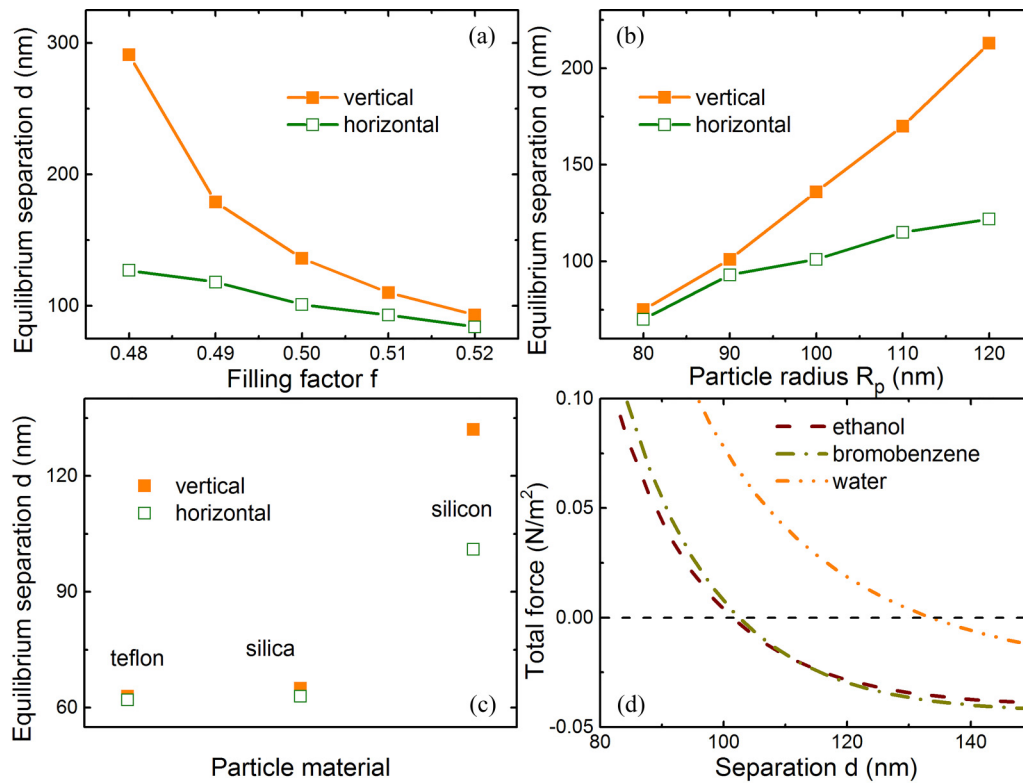 (a)
Equilibrium separation d (nm)
300
200
100
vertical
horizontal
0.48 0.49 0.50 0.51 0.52
Filling factor f
(b)
Equilibrium separation d (nm)
200
150
100
vertical
horizontal
80 90 100 110 120
Particle radius Rp (nm)
Equilibrium separation d (nm)
120
90
60
vertical
horizontal
silicon
teflon
silica
(c)
Particle material
Total force (N/m²)
0.10
0.05
0.00
-0.05
ethanol
bromobenzene
water
(d)
80 100 120 140
Separation d (nm)